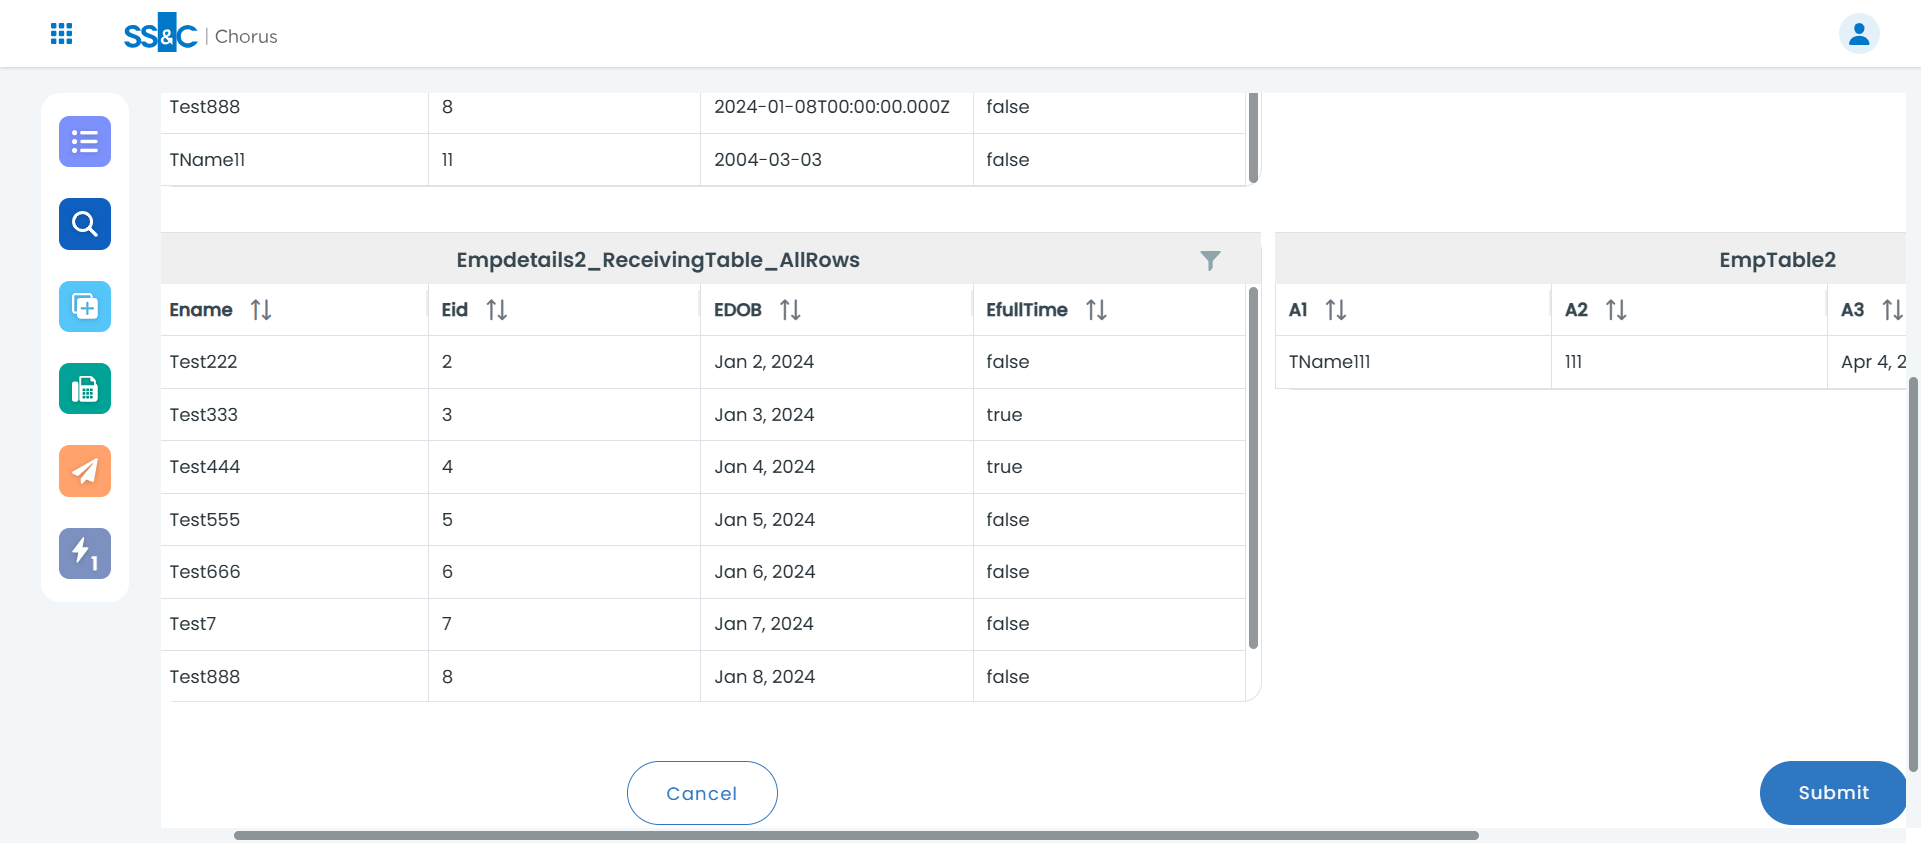 SS&C | Chorus
Test888 8 2024-01-08T00:00:00.000Z false
TName11 11 2004-03-03 false
Empdetails2_ReceivingTable_AllRows
Ename Eid EDOB EfullTime
Test222 2 Jan 2, 2024 false
Test333 3 Jan 3, 2024 true
Test444 4 Jan 4, 2024 true
Test555 5 Jan 5, 2024 false
Test666 6 Jan 6, 2024 false
Test7 7 Jan 7, 2024 false
Test888 8 Jan 8, 2024 false
EmpTable2
A1 A2 A3
TName111 111 Apr 4, 2
1
Cancel
Submit